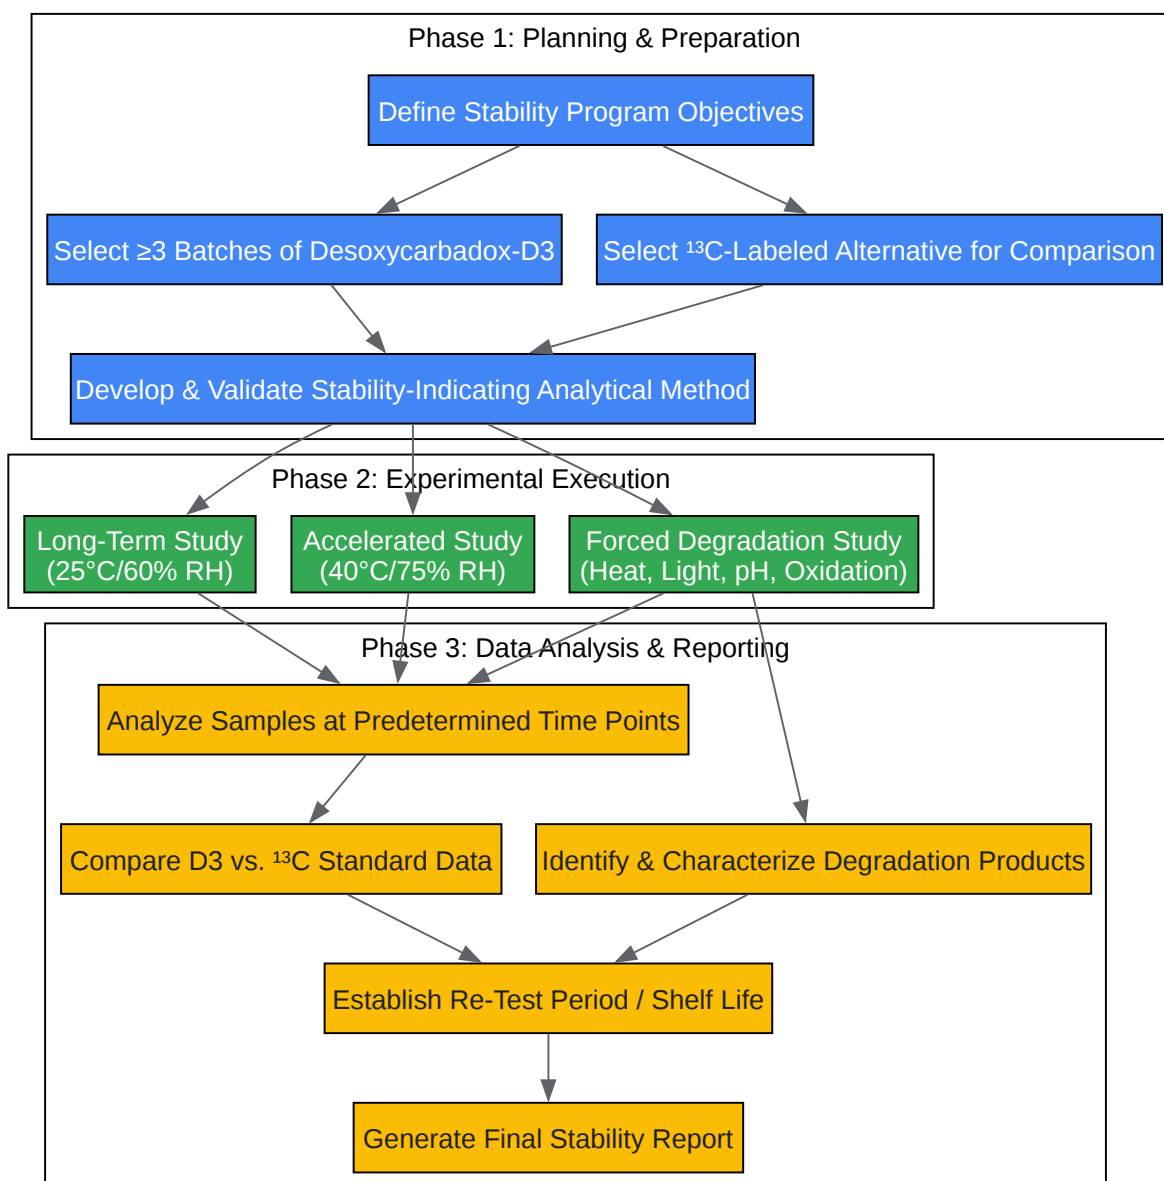 Phase 1: Planning & Preparation
Define Stability Program Objectives
Select ≥3 Batches of Desoxycarbadox-D3
Select ¹³C-Labeled Alternative for Comparison
Develop & Validate Stability-Indicating Analytical Method
Phase 2: Experimental Execution
Long-Term Study
(25°C/60% RH)
Accelerated Study
(40°C/75% RH)
Forced Degradation Study
(Heat, Light, pH, Oxidation)
Phase 3: Data Analysis & Reporting
Analyze Samples at Predetermined Time Points
Compare D3 vs. ¹³C Standard Data
Identify & Characterize Degradation Products
Establish Re-Test Period / Shelf Life
Generate Final Stability Report